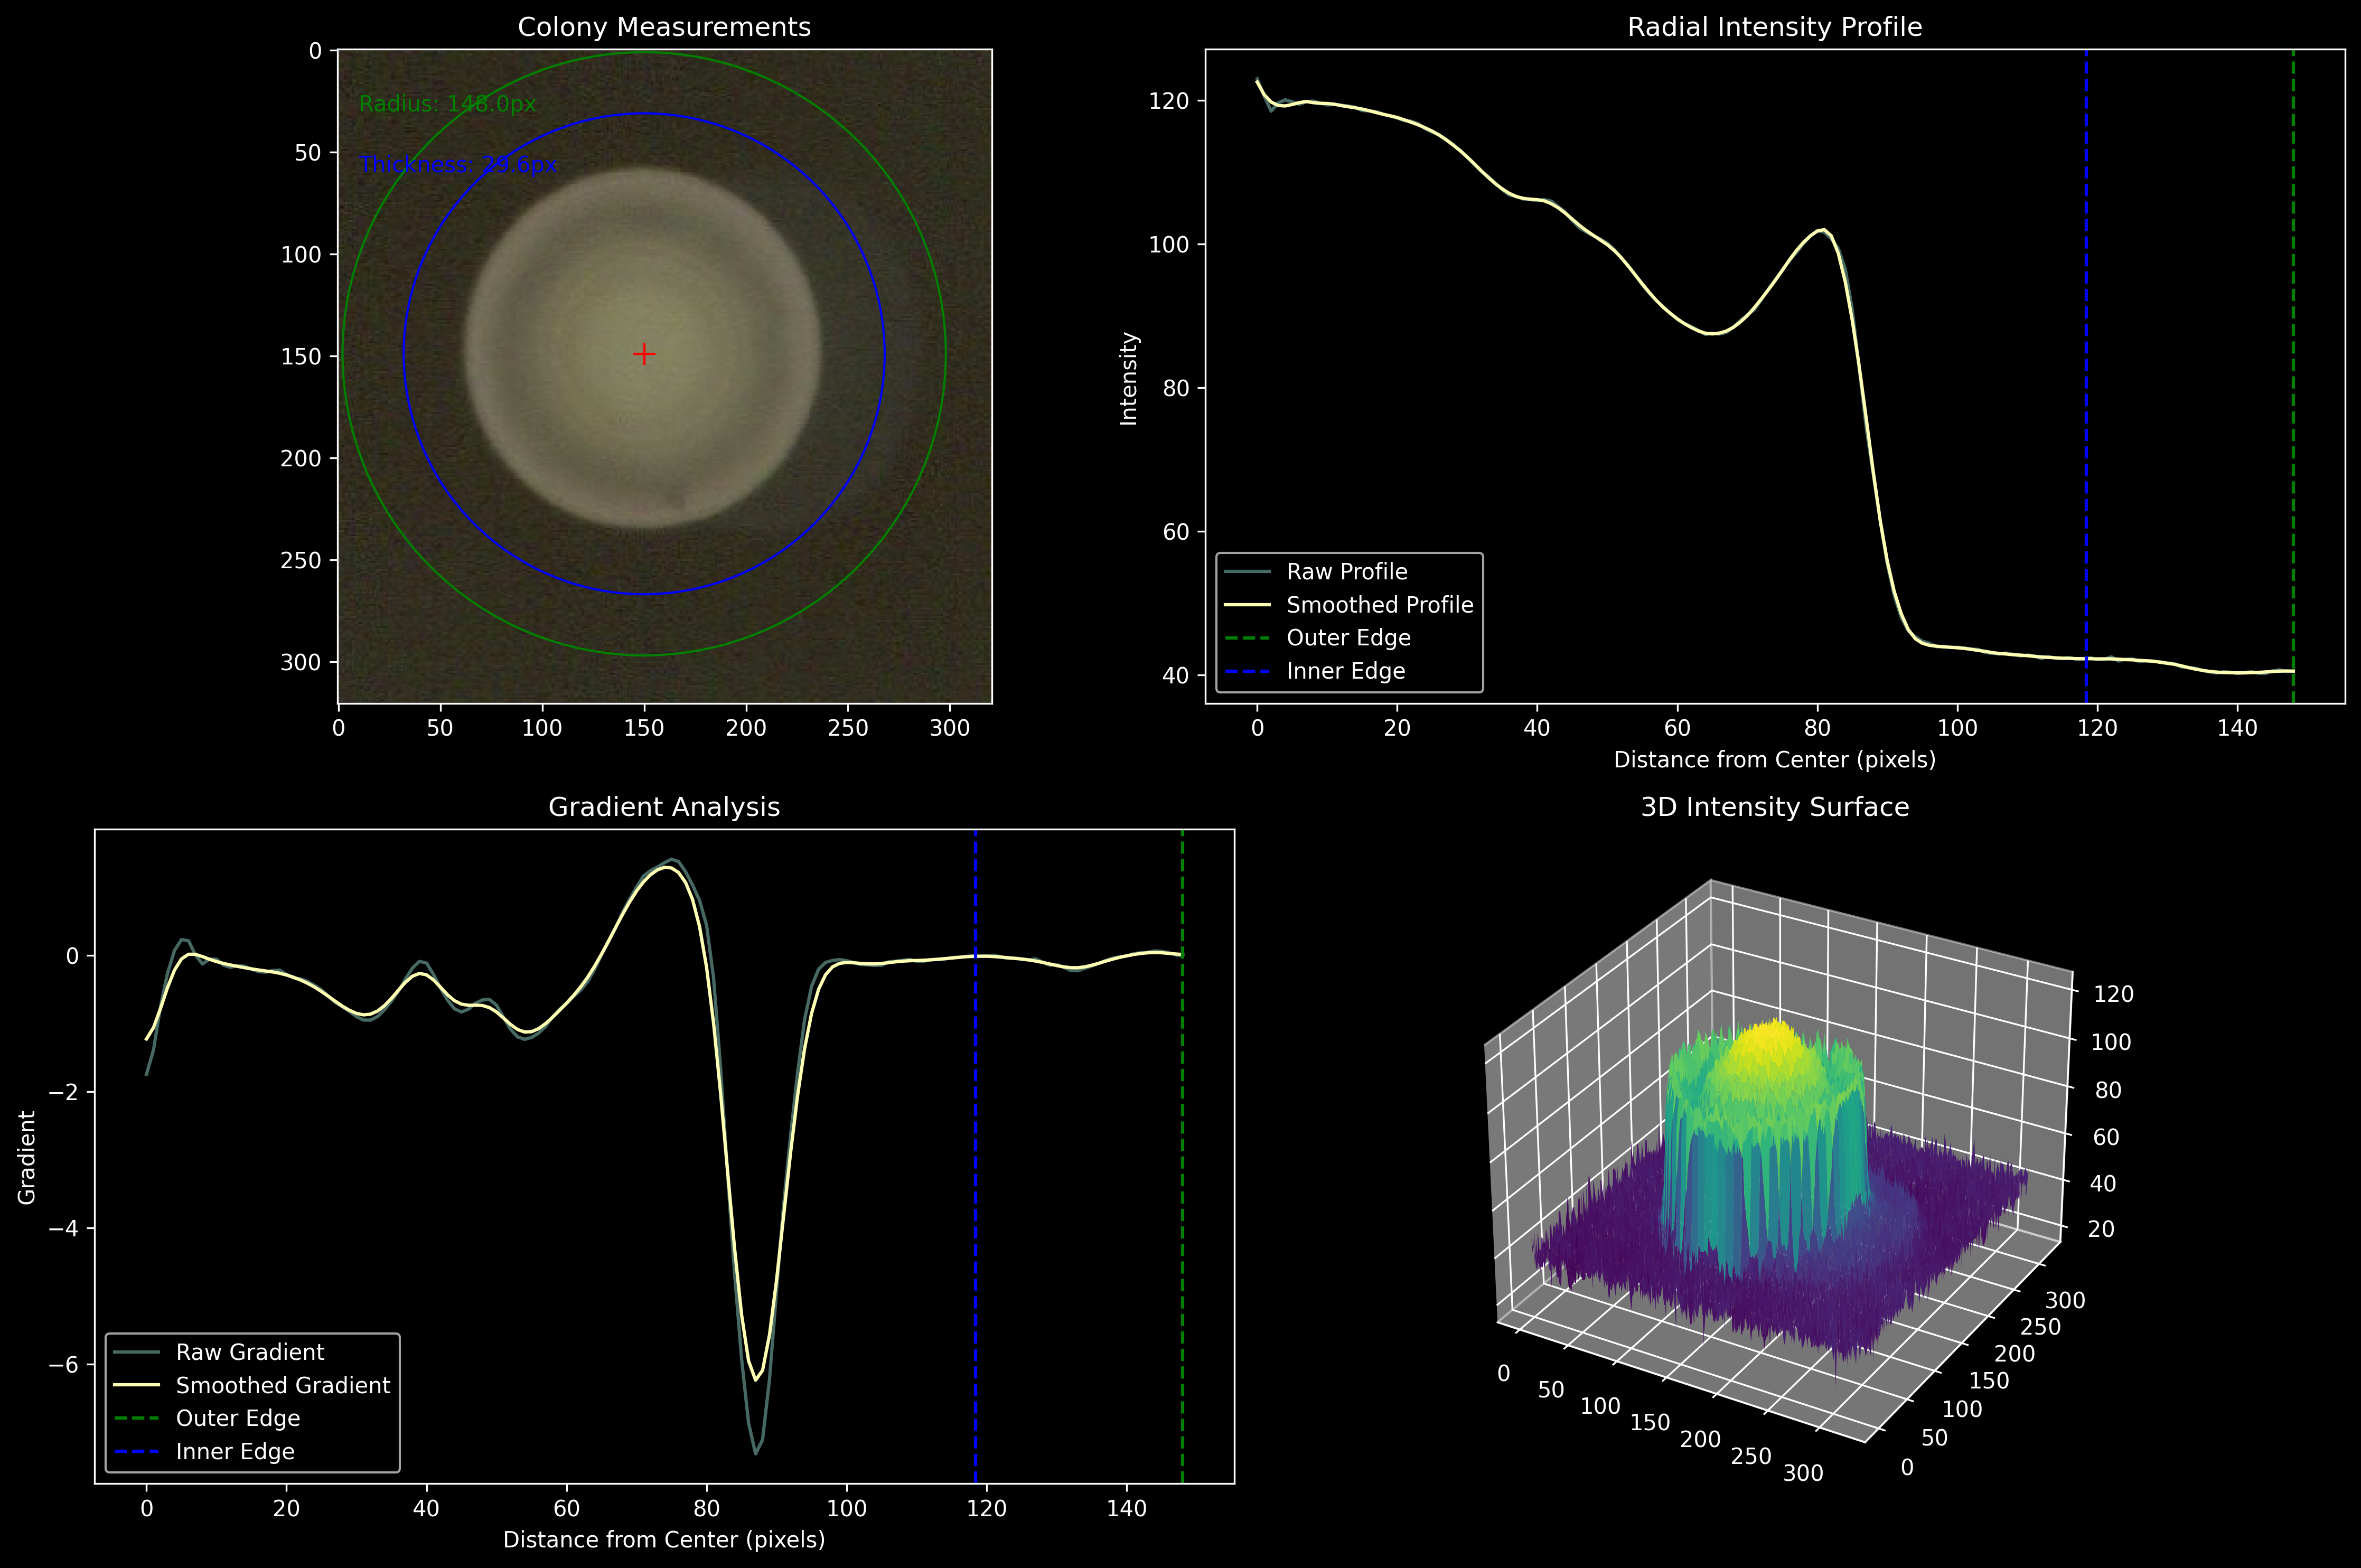 Colony Measurements
Radius: 148.0px
Thickness: 29.6px
0
50
100
150
200
250
300
0 50 100 150 200 250 300
Radial Intensity Profile
Intensity
120
100
80
60
40
Raw Profile
Smoothed Profile
Outer Edge
Inner Edge
0 20 40 60 80 100 120 140
Distance from Center (pixels)
Gradient Analysis
Gradient
0
−2
−4
−6
Raw Gradient
Smoothed Gradient
Outer Edge
Inner Edge
0 20 40 60 80 100 120 140
Distance from Center (pixels)
3D Intensity Surface
120
100
80
60
40
20
0 50 100 150 200 250 300
0 50 100 150 200 250 300